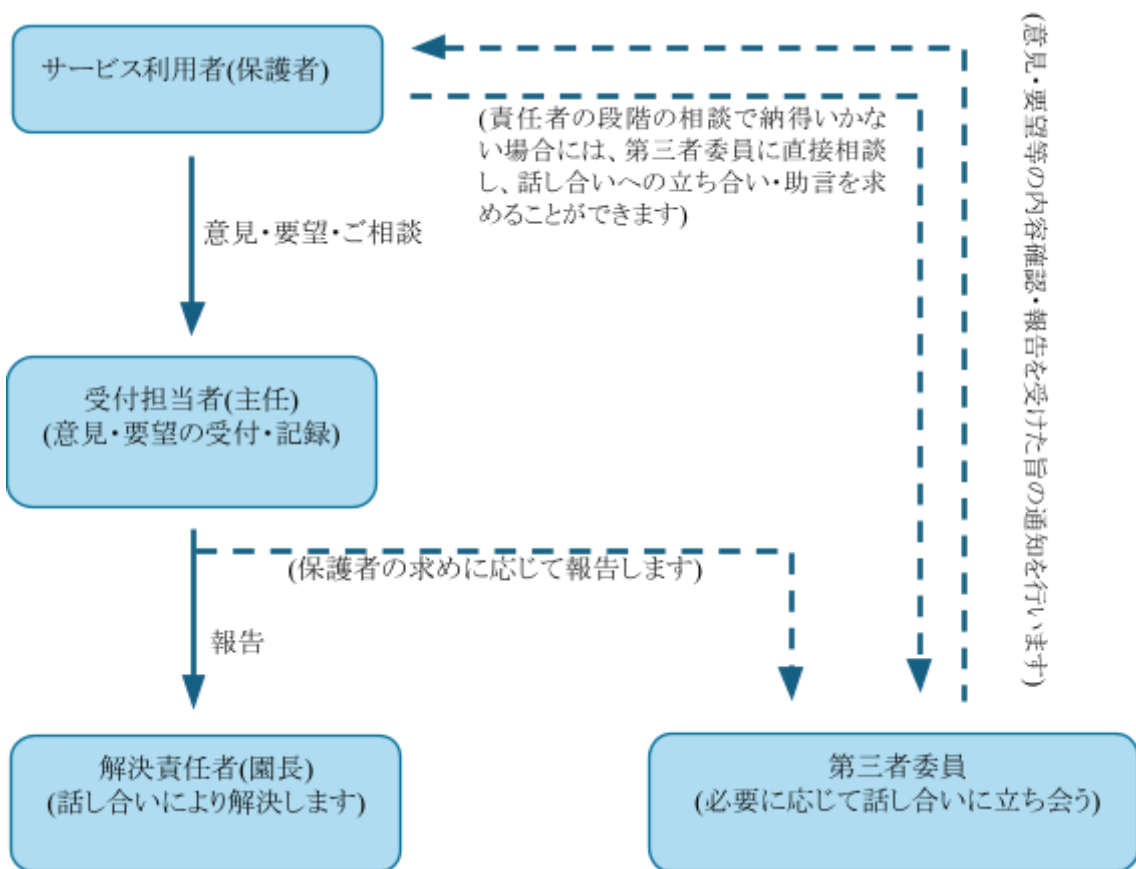 サービス利用者(保護者)
(責任者の段階の相談で納得いかな
い場合には、第三者委員に直接相談
し、話し合いへの立ち合い・助言を求
めることができます)
(意見・要望等の内容確認・報告を受けた旨の通知を行います)
意見・要望・ご相談
受付担当者(主任)
(意見・要望の受付・記録)
(保護者の求めに応じて報告します)
報告
解決責任者(園長)
(話し合いにより解決します)
第三者委員
(必要に応じて話し合いに立ち会う)